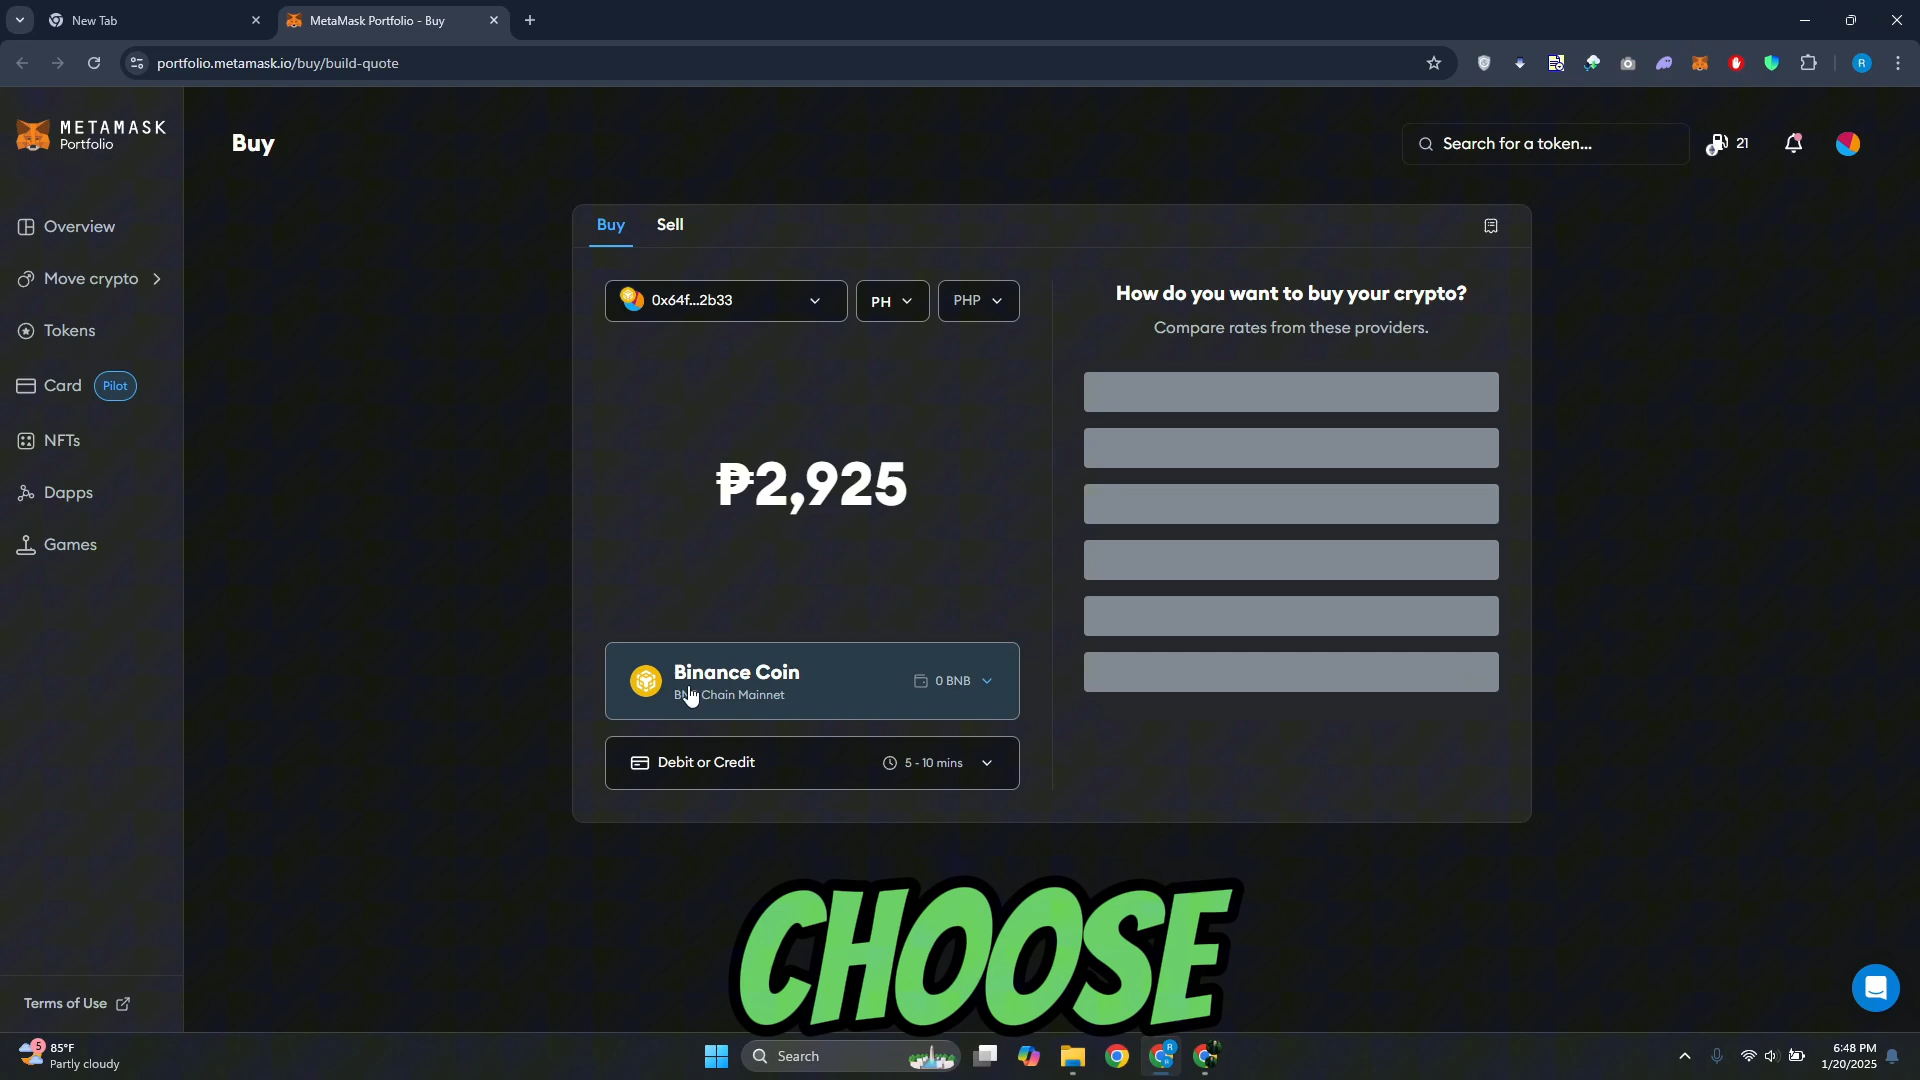 New Tab
MetaMask Portfolio - Buy
portfolio.metamask.io/buy/build-quote
R
METAMASK
Portfolio
Buy
Search for a token...
21
Overview
Move crypto
Tokens
Card
Pilot
NFTs
Dapps
Games
Buy
Sell
0x64f...2b33
PH
PHP
How do you want to buy your crypto?
Compare rates from these providers.
₱2,925
Binance Coin
Chain Mainnet
0 BNB
Debit or Credit
5 - 10 mins
CHOOSE
Terms of Use
5
85°F
Partly cloudy
Search
R
6:48 PM
1/20/2025